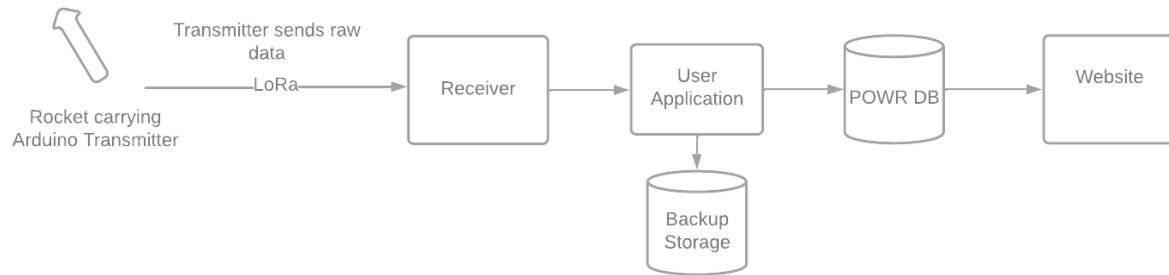 Transmitter sends raw
data
LoRa
Rocket carrying
Arduino Transmitter
Receiver
User
Application
POWR DB
Website
Backup
Storage